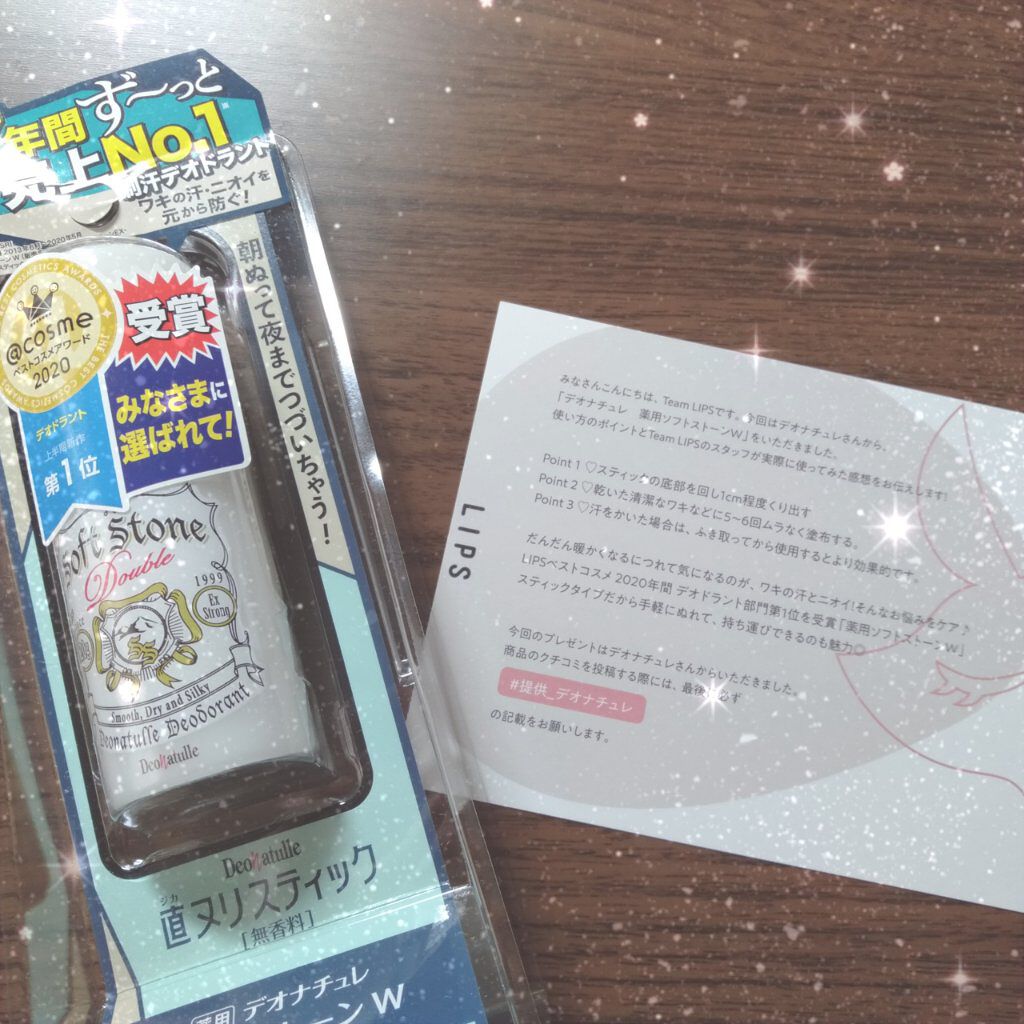 ず〜っと
年間
売上No.1
制汗デオドラント
ワキの汗・ニオイを
元から防ぐ!
朝ぬって夜までつづいちゃう!
BEST COSMETICS AWARDS
THE BEST COSMETICS AWARDS
@cosme
ベストコスメアワード
2020
受賞
みなさまに
選ばれて!
デオドラント
上半期新作
第1位
Soft Stone
Double
1999
Ex
Strong
Smooth, Dry and Silky
Deonatulle Deodorant
Deonatulle
Deonatulle
ジカ
直ヌリスティック
[無香料]
薬用 デオナチュレ
ーンW
LIPS
みなさんこんにちは、Team LIPSです。今回はデオナチュレさんから、
「デオナチュレ 薬用ソフトストーンW」をいただきました。
使い方のポイントとTeam LIPSのスタッフが実際に使ってみた感想をお伝えします!
Point 1 ♡スティックの底部を回し1cm程度くり出す
Point 2 ♡乾いた清潔なワキなどに5〜6回ムラなく塗布する。
Point 3 ♡汗をかいた場合は、ふき取ってから使用するとより効果的です。
だんだん暖かくなるにつれて気になるのが、ワキの汗とニオイ!そんなお悩みをケア♪
LIPSベストコスメ2020年間 デオドラント部門第1位を受賞「薬用ソフトストーンW」
スティックタイプだから手軽にぬれて、持ち運びできるのも魅力◎
今回のプレゼントはデオナチュレさんからいただきました。
商品のクチコミを投稿する際には、最後に必ず
#提供_デオナチュレ
の記載をお願いします。